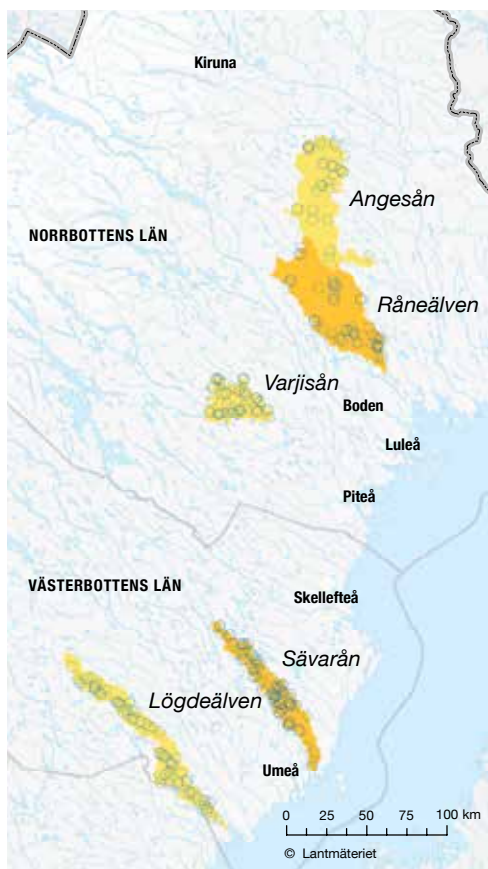 Kiruna
Angesån
NORRBOTTENS LÄN
Råneälven
Varjisån
Boden
Luleå
Piteå
VÄSTERBOTTENS LÄN
Skellefteå
Sävarån
Lögdeälven
Umeå
0 25 50 75 100 km
© Lantmäteriet